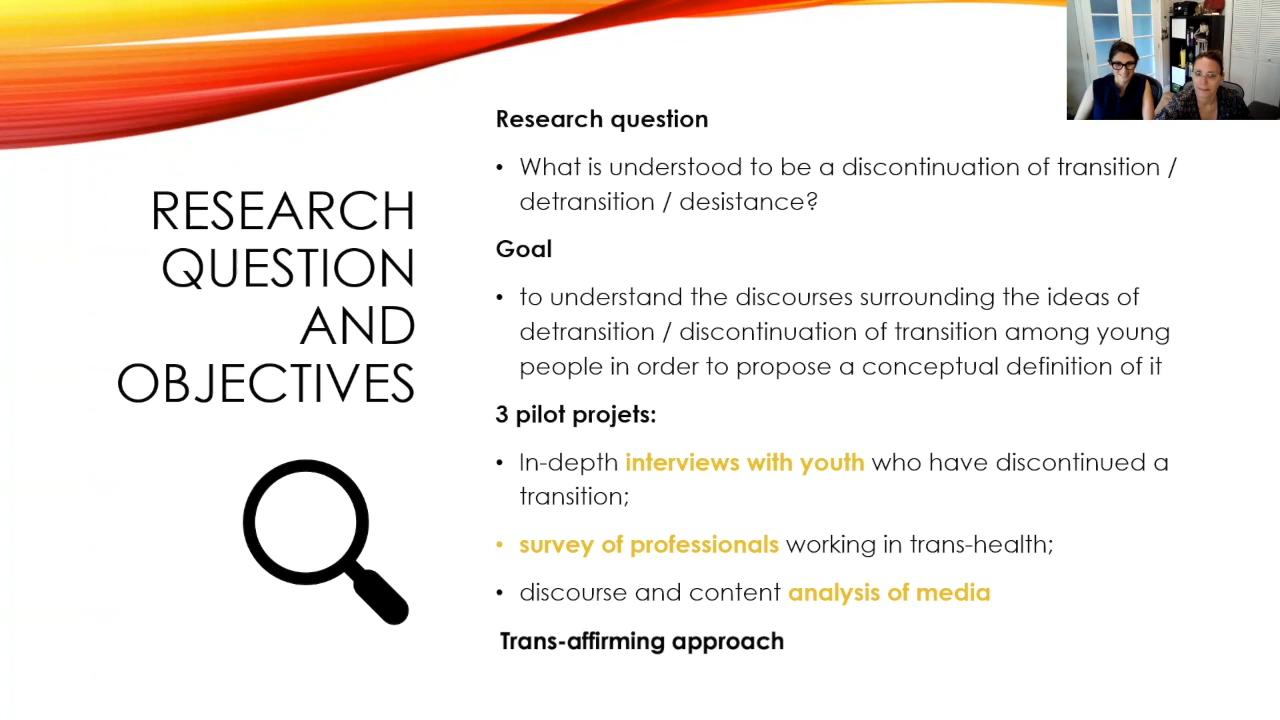 RESEARCH
QUESTION
AND
OBJECTIVES
Research question
• What is understood to be a discontinuation of transition /
detransition / desistance?
Goal
• to understand the discourses surrounding the ideas of
detransition / discontinuation of transition among young
people in order to propose a conceptual definition of it
3 pilot projets:
• In-depth interviews with youth who have discontinued a
transition;
• survey of professionals working in trans-health;
• discourse and content analysis of media
Trans-affirming approach